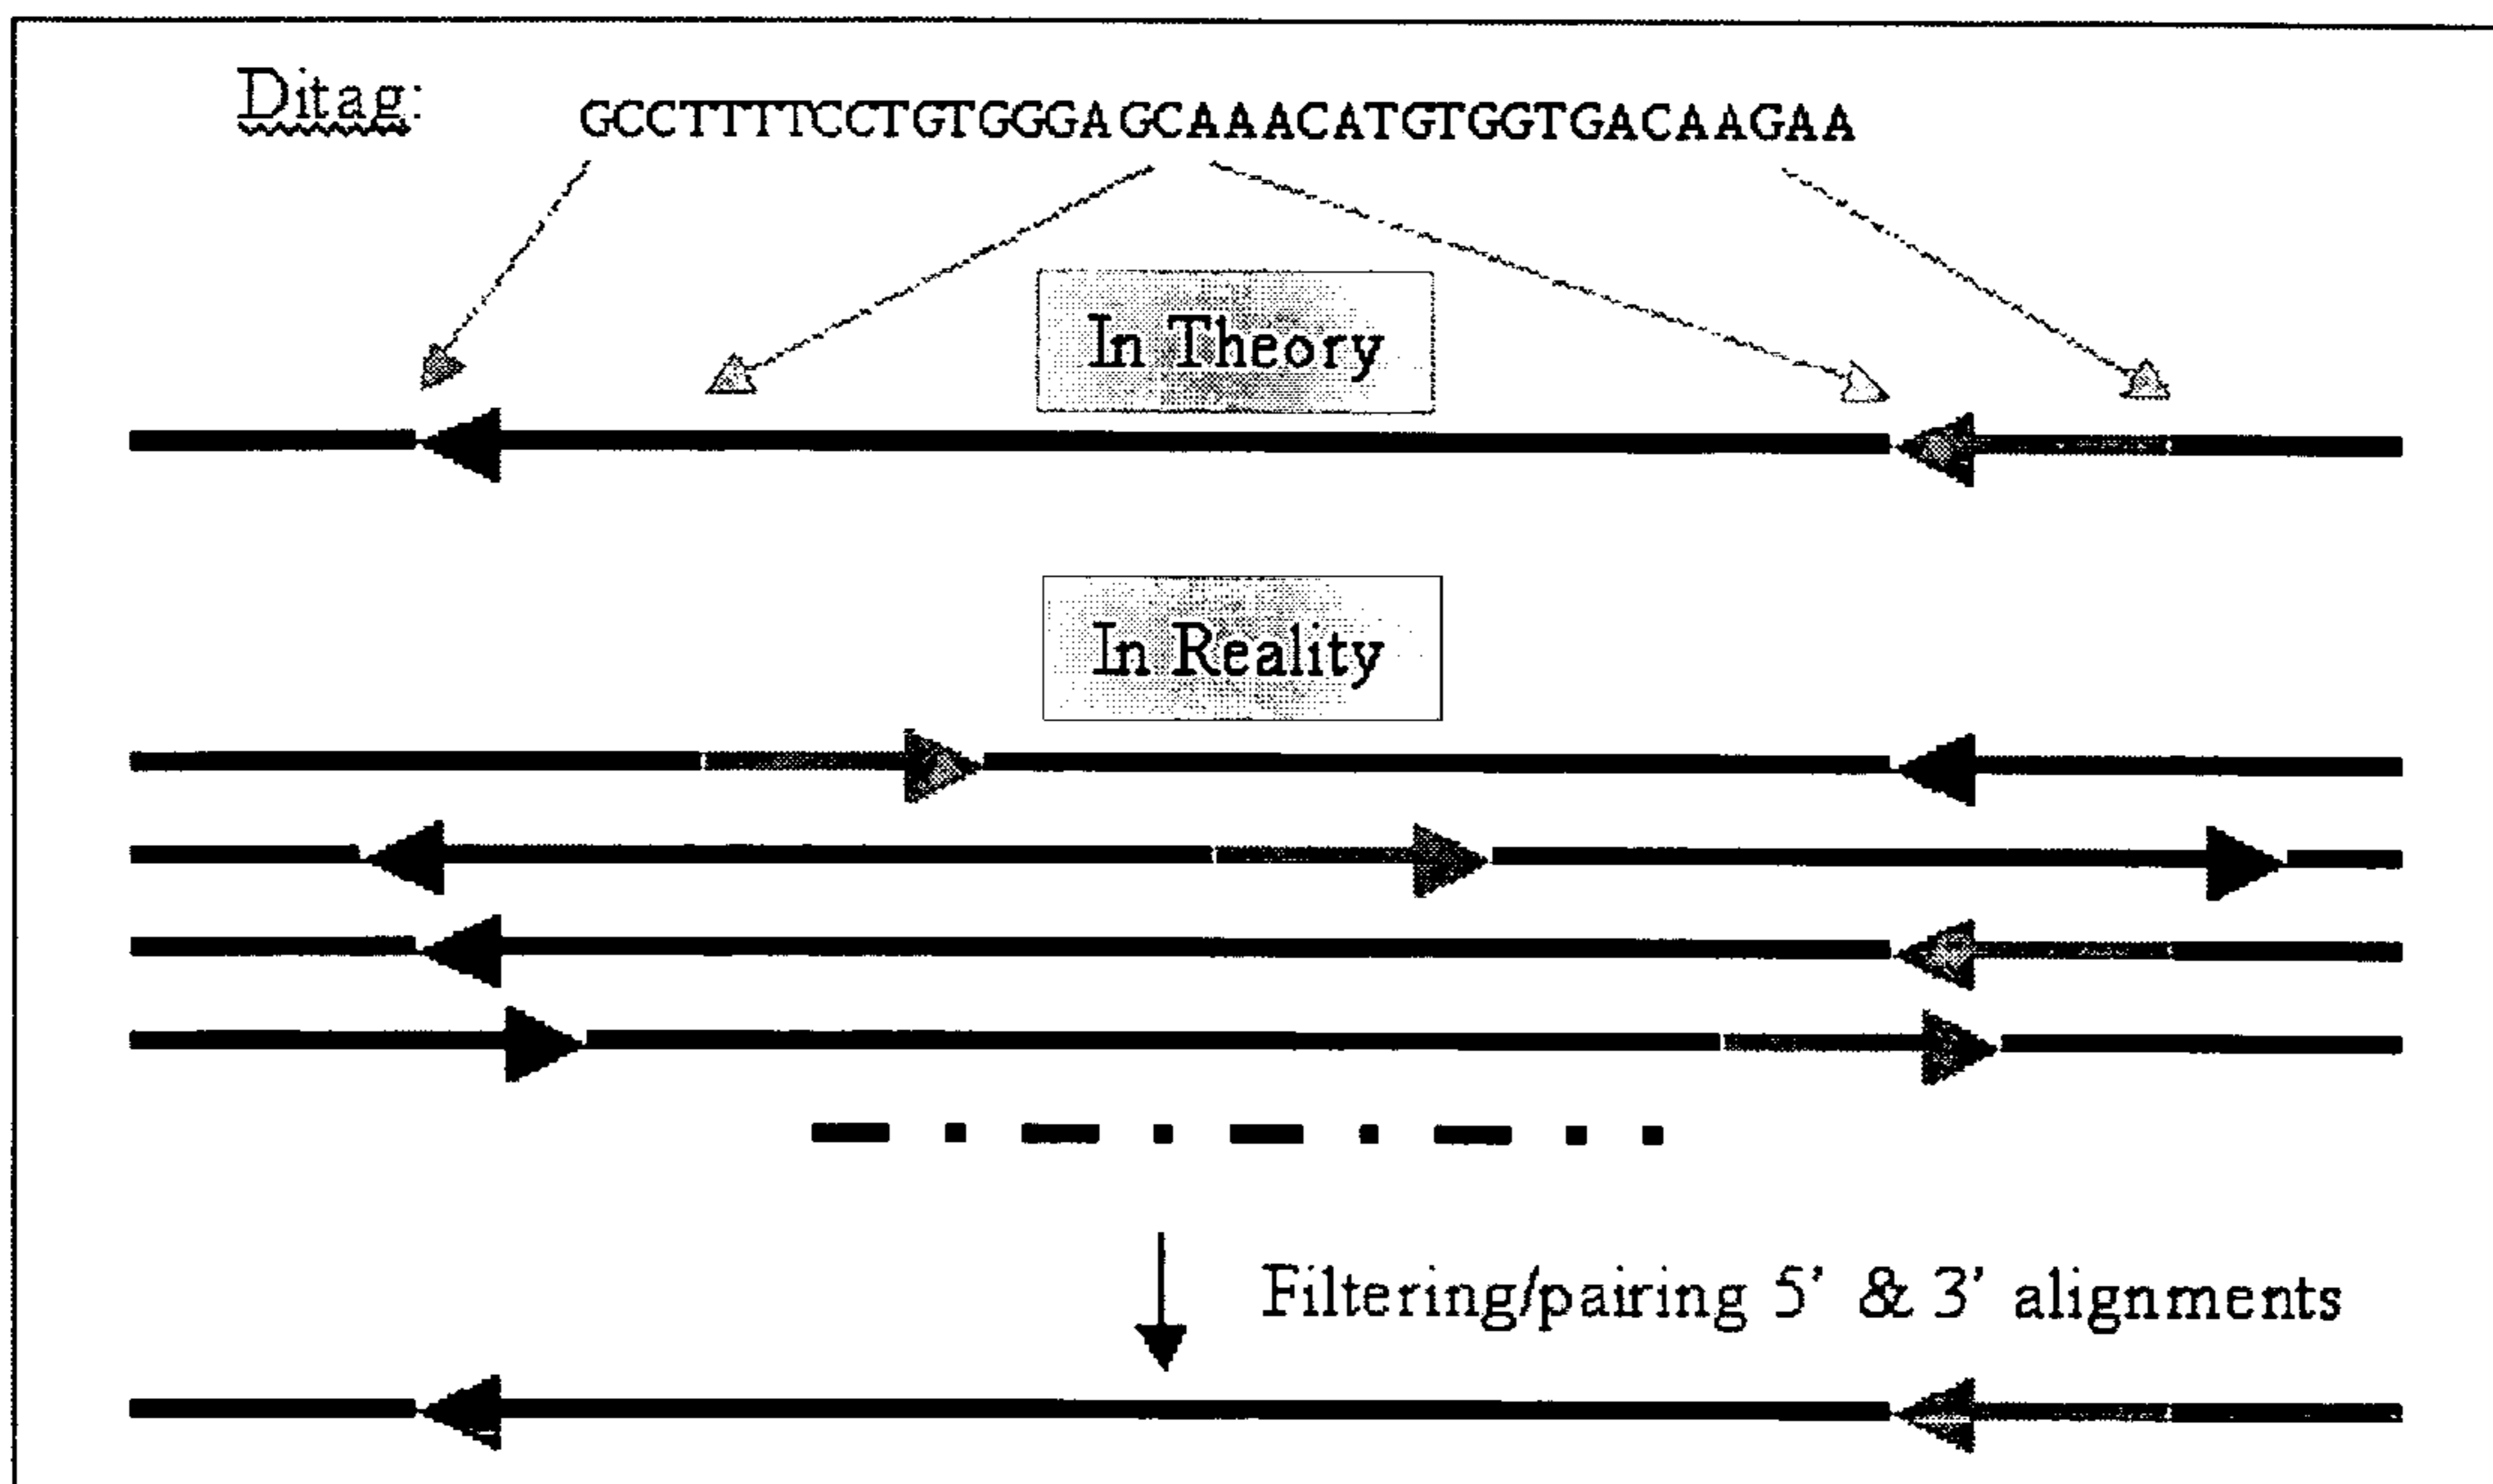 Ditag:
GCCTTTTCCTGTGGGAGCAAACATGTGGTGACAAGAA
In Theory
In Reality
Filtering/pairing 5' & 3' alignments